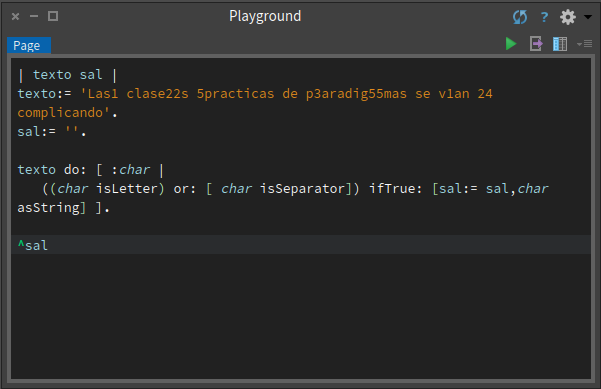 Playground
?
Page
| texto sal |
texto:= 'Las1 clase22s 5practicas de p3aradig55mas se v1an 24
complicando'.
sal:= ''.
texto do: [ :char |
((char isLetter) or: [ char isSeparator]) ifTrue: [sal:= sal,char
asString] ].
^sal